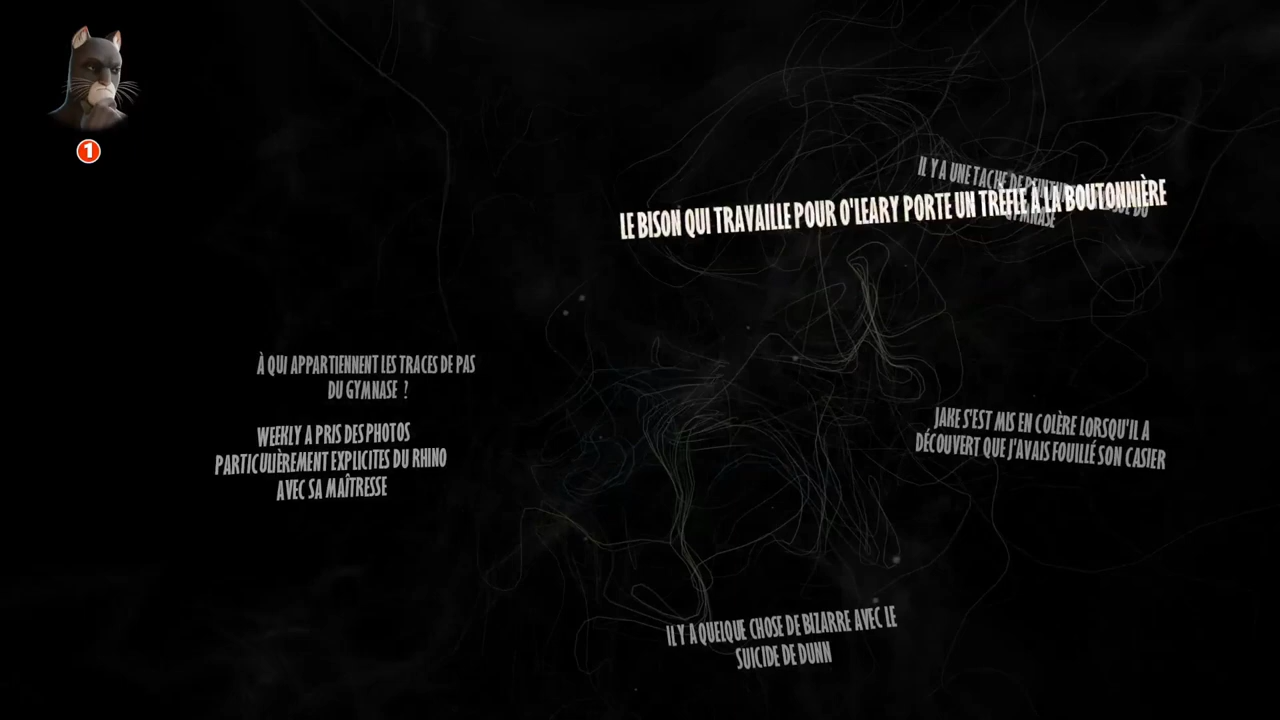 1
IL Y A UNE TACHE DE
GYMNASE
LE BISON QUI TRAVAILLE POUR O'LEARY PORTE UN TRÈFLE À LA BOUTONNIÈRE
À QUI APPARTIENNENT LES TRACES DE PAS
DU GYMNASE ?
WEEKLY A PRIS DES PHOTOS
PARTICULIÈREMENT EXPLICITES DU RHINO
AVEC SA MAÎTRESSE
JAKE S'EST MIS EN COLÈRE LORSQU'IL A
DÉCOUVERT QUE J'AVAIS FOUILLÉ SON CASIER
IL Y A QUELQUE CHOSE DE BIZARRE AVEC LE
SUICIDE DE DUNN